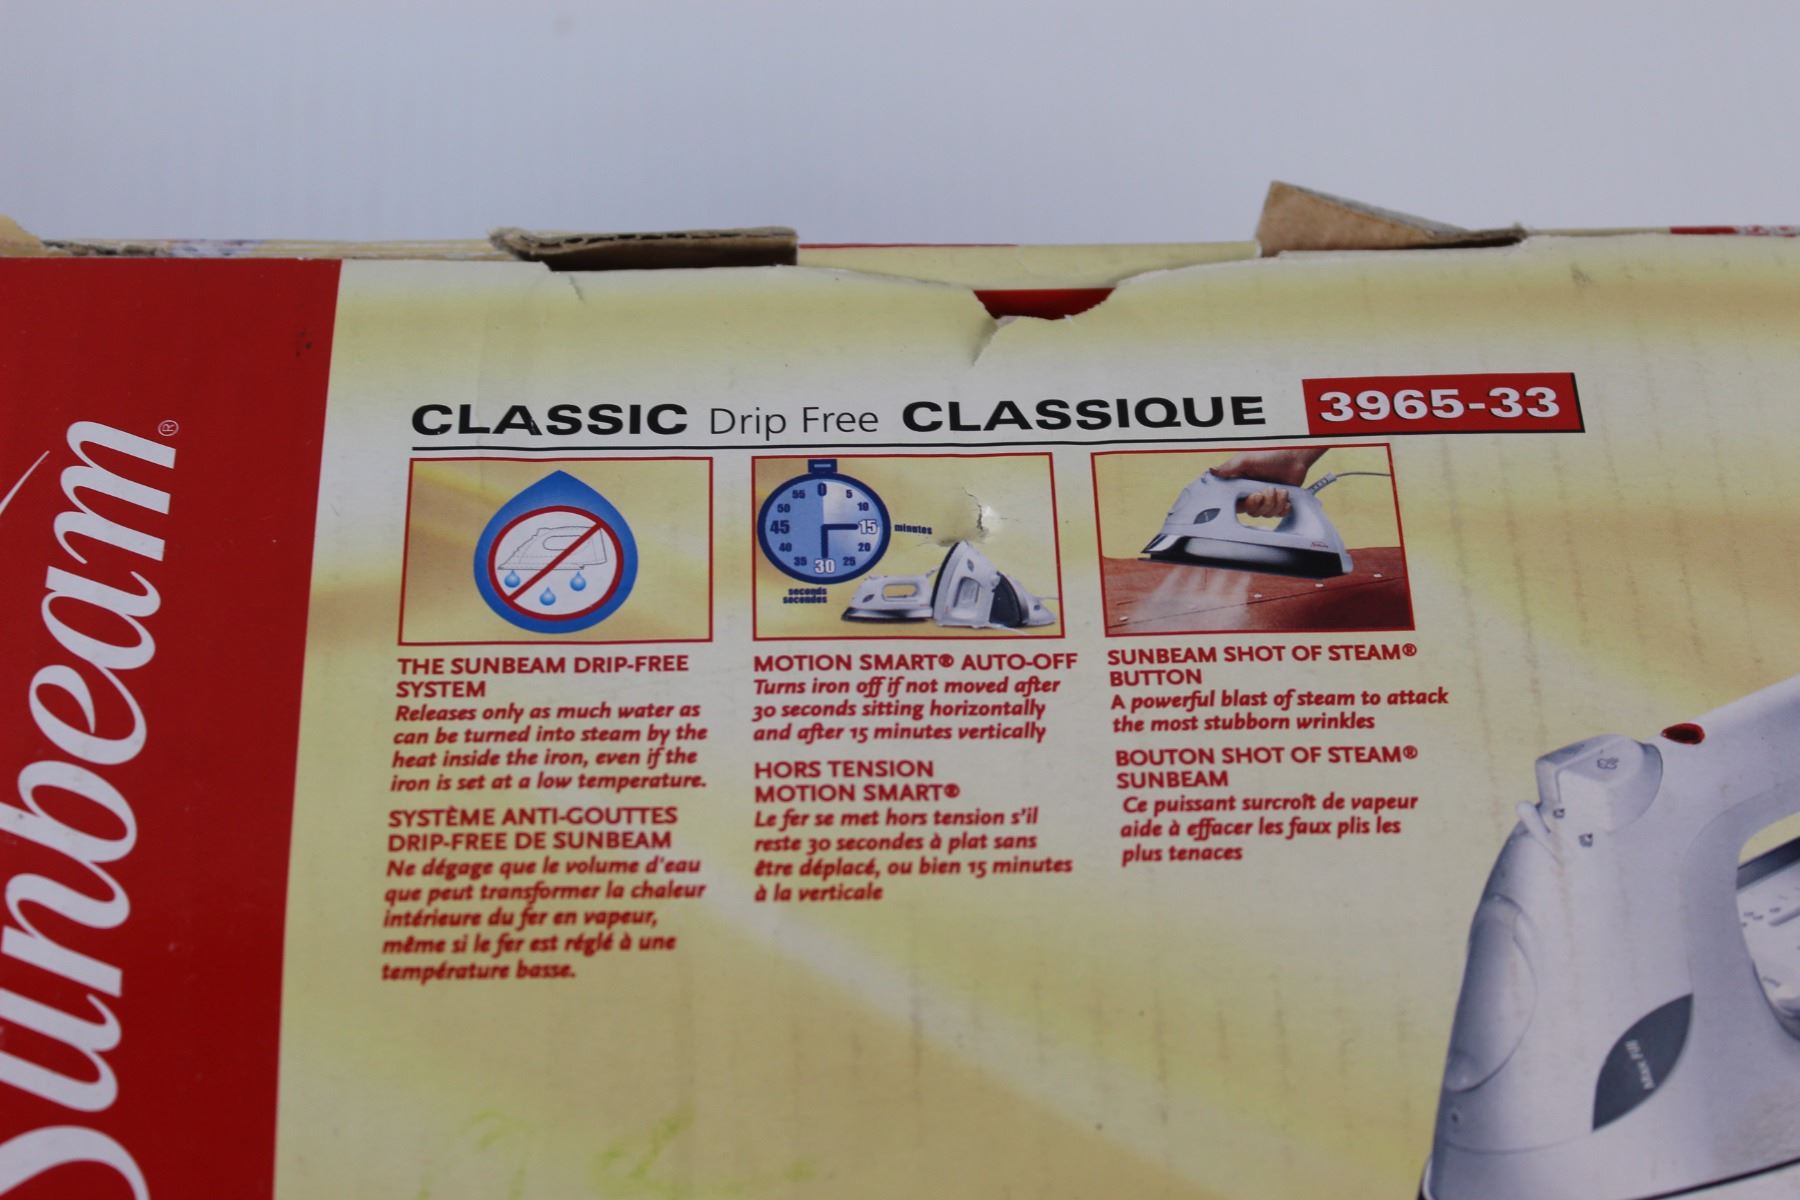 Sunbeam®
CLASSIC Drip Free CLASSIQUE 3965-33
55 0 5
50 10
45 15 minutes
40 20
35 30 25
seconds
secondes
THE SUNBEAM DRIP-FREE
SYSTEM
Releases only as much water as
can be turned into steam by the
heat inside the iron, even if the
iron is set at a low temperature.
SYSTÈME ANTI-GOUTTES
DRIP-FREE DE SUNBEAM
Ne dégage que le volume d'eau
que peut transformer la chaleur
intérieure du fer en vapeur,
même si le fer est réglé à une
température basse.
MOTION SMART® AUTO-OFF
Turns iron off if not moved after
30 seconds sitting horizontally
and after 15 minutes vertically
HORS TENSION
MOTION SMART®
Le fer se met hors tension s'il
reste 30 secondes à plat sans
être déplacé, ou bien 15 minutes
à la verticale
SUNBEAM SHOT OF STEAM®
BUTTON
A powerful blast of steam to attack
the most stubborn wrinkles
BOUTON SHOT OF STEAM®
SUNBEAM
Ce puissant surcroît de vapeur
aide à effacer les faux plis les
plus tenaces
Max Fill